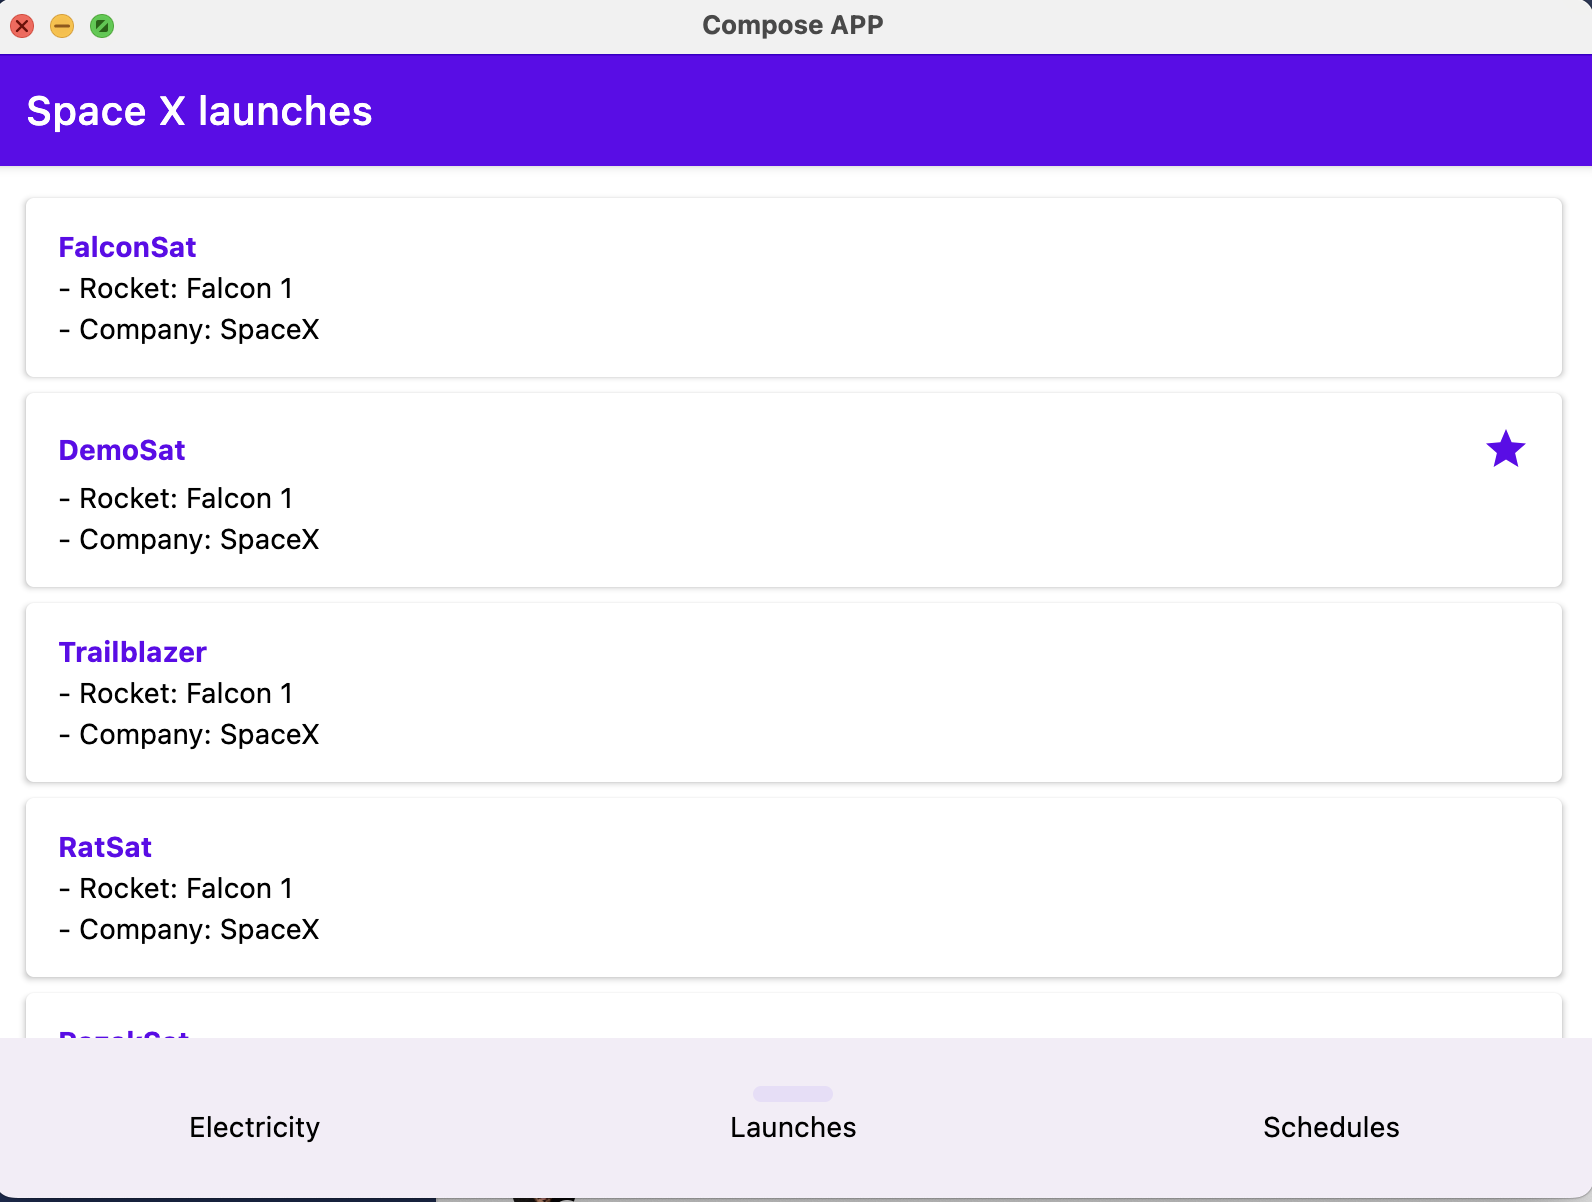 Compose APP
Space X launches
FalconSat
- Rocket: Falcon 1
- Company: SpaceX
DemoSat
- Rocket: Falcon 1
- Company: SpaceX
Trailblazer
- Rocket: Falcon 1
- Company: SpaceX
RatSat
- Rocket: Falcon 1
- Company: SpaceX
Electricity
Launches
Schedules